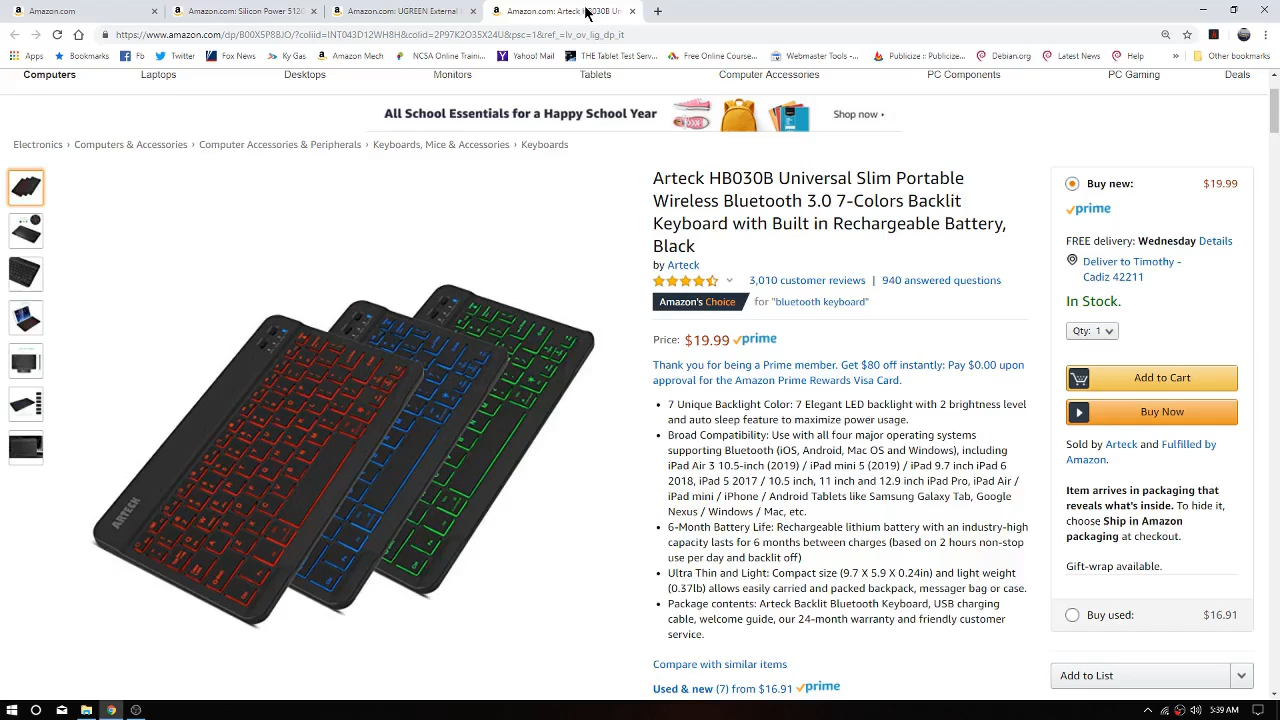 Amazon.com
Amazon.com: Silicon Power 512G
Amazon.com: UGREEN External
Amazon.com: Arteck HB030B Un
https://www.amazon.com/dp/B00X5P8BJO/?coliid=INT043D12WH8H&colid=2P97K2O35X24U&psc=1&ref_=lv_ov_lig_dp_it
Apps
Bookmarks
Facebook
Twitter
Fox News
Ky Gas
Amazon Mech
NCSA Online Traini...
Yahoo! Mail
THE Tablet Test Serv...
Free Online Course...
Webmaster Tools -...
Publicize :: Publicize...
Debian.org
Latest News
Help
»
Other bookmarks
Computers
Laptops
Desktops
Monitors
Tablets
Computer Accessories
PC Components
PC Gaming
Deals
All School Essentials for a Happy School Year
Shop now ›
Electronics › Computers & Accessories › Computer Accessories & Peripherals › Keyboards, Mice & Accessories › Keyboards
ARTECK
Arteck HB030B Universal Slim Portable
Wireless Bluetooth 3.0 7-Colors Backlit
Keyboard with Built in Rechargeable Battery,
Black
by Arteck
3,010 customer reviews | 940 answered questions
Amazon's Choice for "bluetooth keyboard"
Price: $19.99 prime
Thank you for being a Prime member. Get $80 off instantly: Pay $0.00 upon
approval for the Amazon Prime Rewards Visa Card.
• 7 Unique Backlight Color: 7 Elegant LED backlight with 2 brightness level
and auto sleep feature to maximize power usage.
• Broad Compatibility: Use with all four major operating systems
supporting Bluetooth (iOS, Android, Mac OS and Windows), including
iPad Air 3 10.5-inch (2019) / iPad mini 5 (2019) / iPad 9.7 inch iPad 6
2018, iPad 5 2017 / 10.5 inch, 11 inch and 12.9 inch iPad Pro, iPad Air /
iPad mini / iPhone / Android Tablets like Samsung Galaxy Tab, Google
Nexus / Windows / Mac, etc.
• 6-Month Battery Life: Rechargeable lithium battery with an industry-high
capacity lasts for 6 months between charges (based on 2 hours non-stop
use per day and backlit off)
• Ultra Thin and Light: Compact size (9.7 X 5.9 X 0.24in) and light weight
(0.37lb) allows easily carried and packed backpack, messager bag or case.
• Package contents: Arteck Backlit Bluetooth Keyboard, USB charging
cable, welcome guide, our 24-month warranty and friendly customer
service.
Compare with similar items
Used & new (7) from $16.91 prime
Buy new: $19.99
prime
FREE delivery: Wednesday Details
Deliver to Timothy -
Cadiz 42211
In Stock.
Qty: 1
Add to Cart
Buy Now
Sold by Arteck and Fulfilled by
Amazon.
Item arrives in packaging that
reveals what's inside. To hide it,
choose Ship in Amazon
packaging at checkout.
Gift-wrap available.
Buy used: $16.91
Add to List
5:39 AM